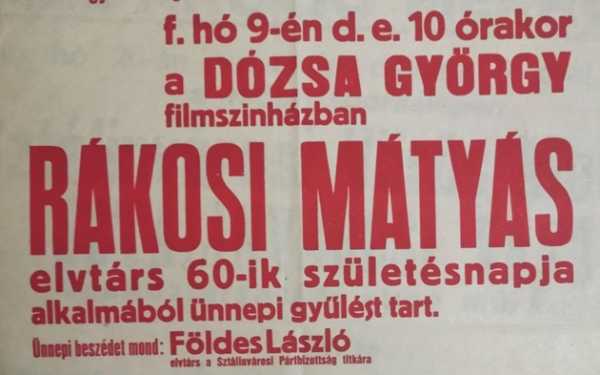 f. hó 9-én d. e. 10 órakor
a DÓZSA GYÖRGY
filmszinházban
RÁKOSI MÁTYÁS
elvtárs 60-ik születésnapja
alkalmából ünnepi gyűlést tart.
Ünnepi beszédet mond: Földes László
elvtárs a Sztálinvárosi Pártbizottság titkára